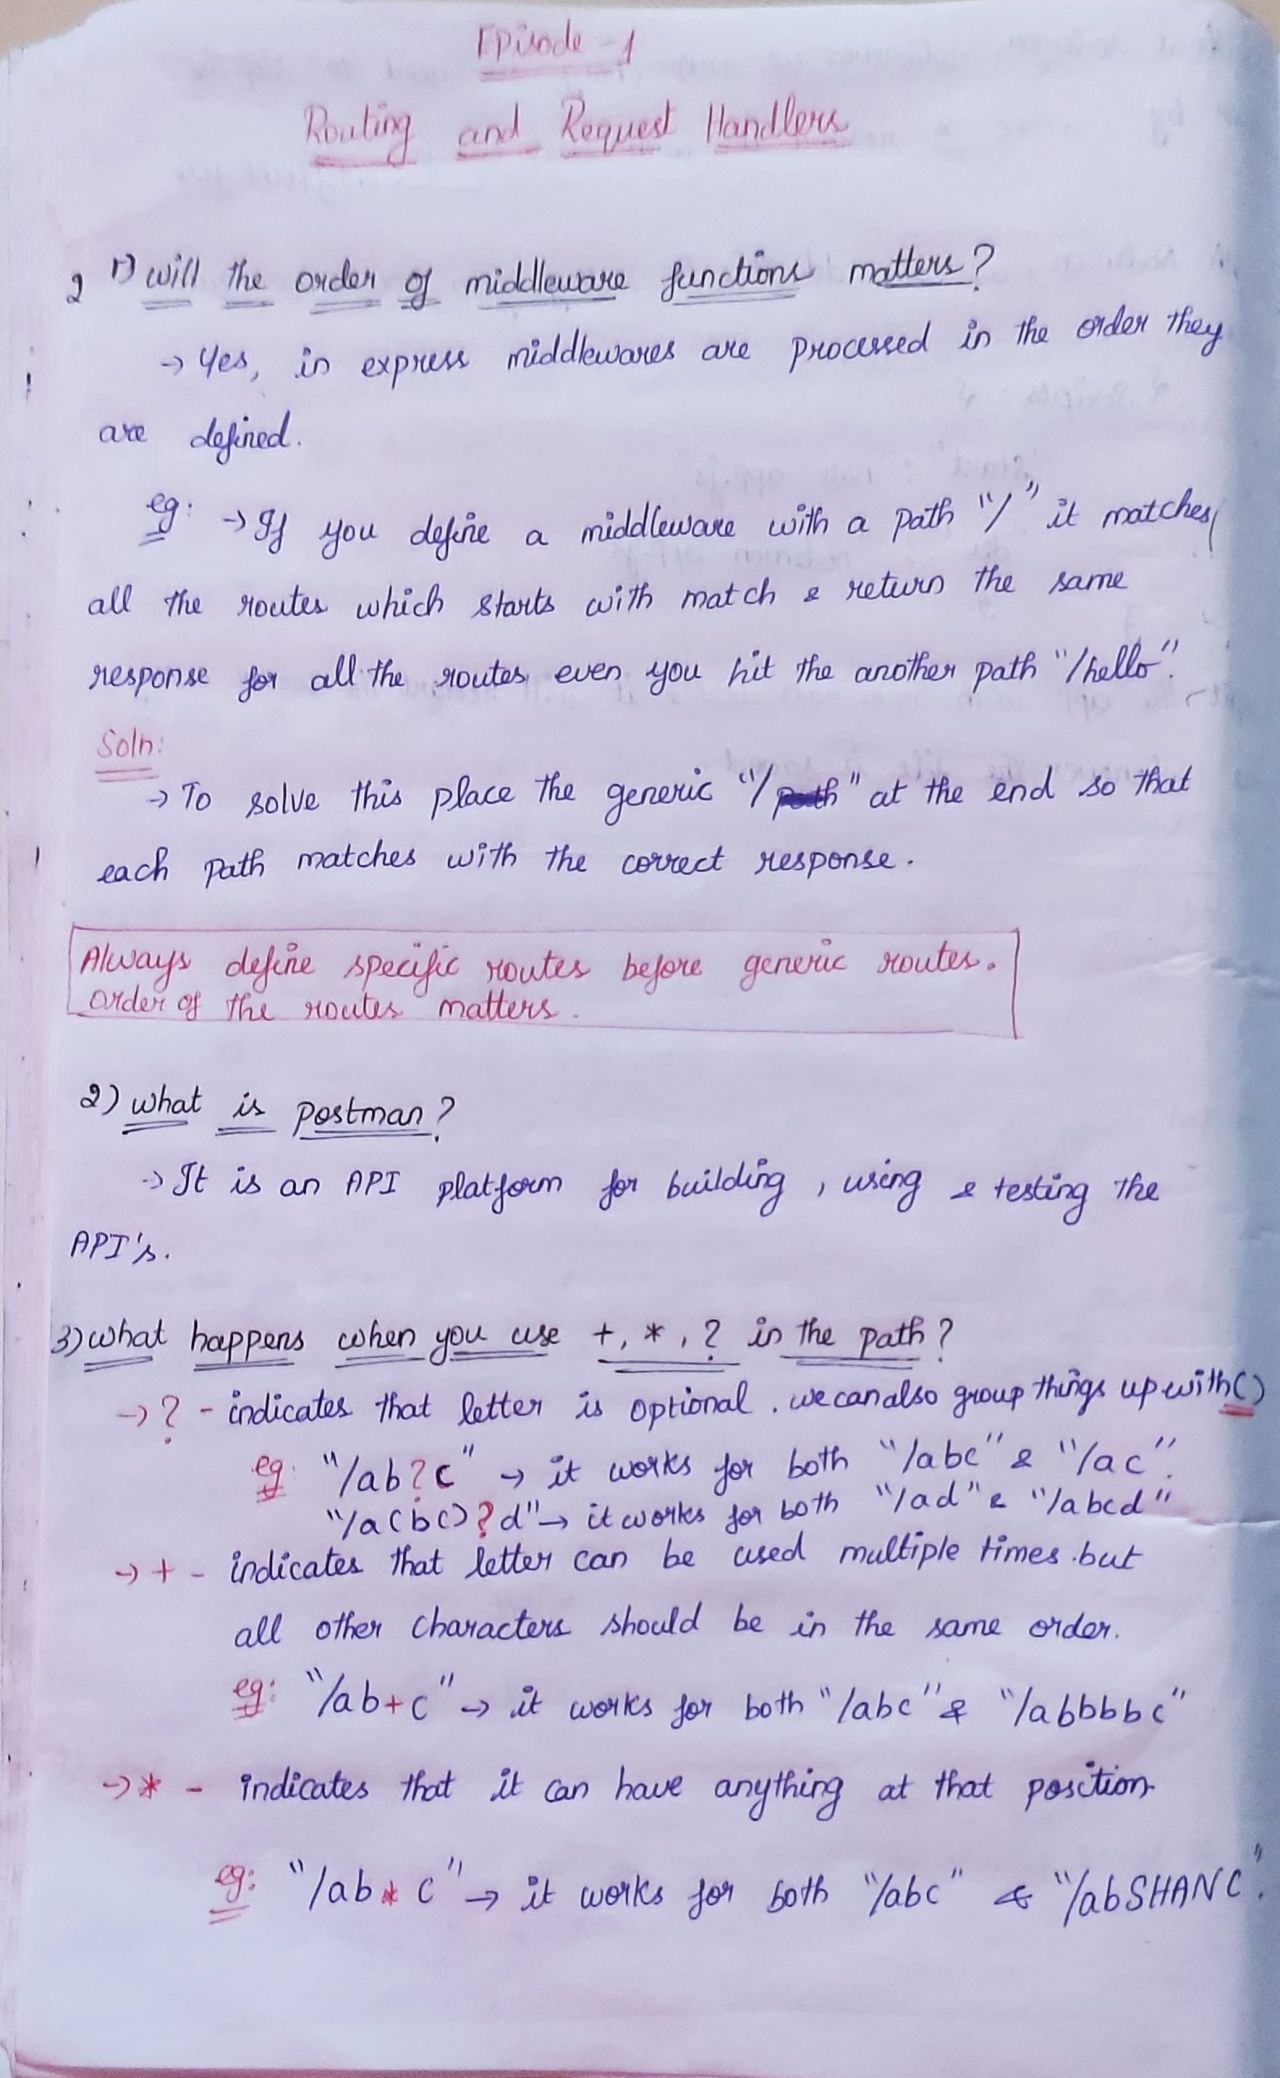 Episode - 1
Routing and Request Handlers
2 1) will the order of middleware functions matters?
→ Yes, in express middlewares are processed in the order they
are defined.
eg: → If you define a middleware with a path "/" it matches
all the routes which starts with match & return the same
response for all the routes even you hit the another path "/hello".
Soln:
→ To solve this place the generic "/ path" at the end so that
each path matches with the correct response.
Always define specific routes before generic routes.
order of the routes matters.
2) what is postman?
→ It is an API platform for building, using & testing the
API's.
3) what happens when you use +, *, ? in the path?
→ ? - indicates that letter is optional. we can also group things up with ()
eg: "/ab?c" → it works for both "/abc" & "/ac".
"/a(bc)?d" → it works for both "/ad" & "/abcd"
→ + - indicates that letter can be used multiple times but
all other characters should be in the same order.
eg: "/ab+c" → it works for both "/abc" & "/abbbbc"
→ * - indicates that it can have anything at that position
eg: "/ab*c" → it works for both "/abc" & "/abSHANC".